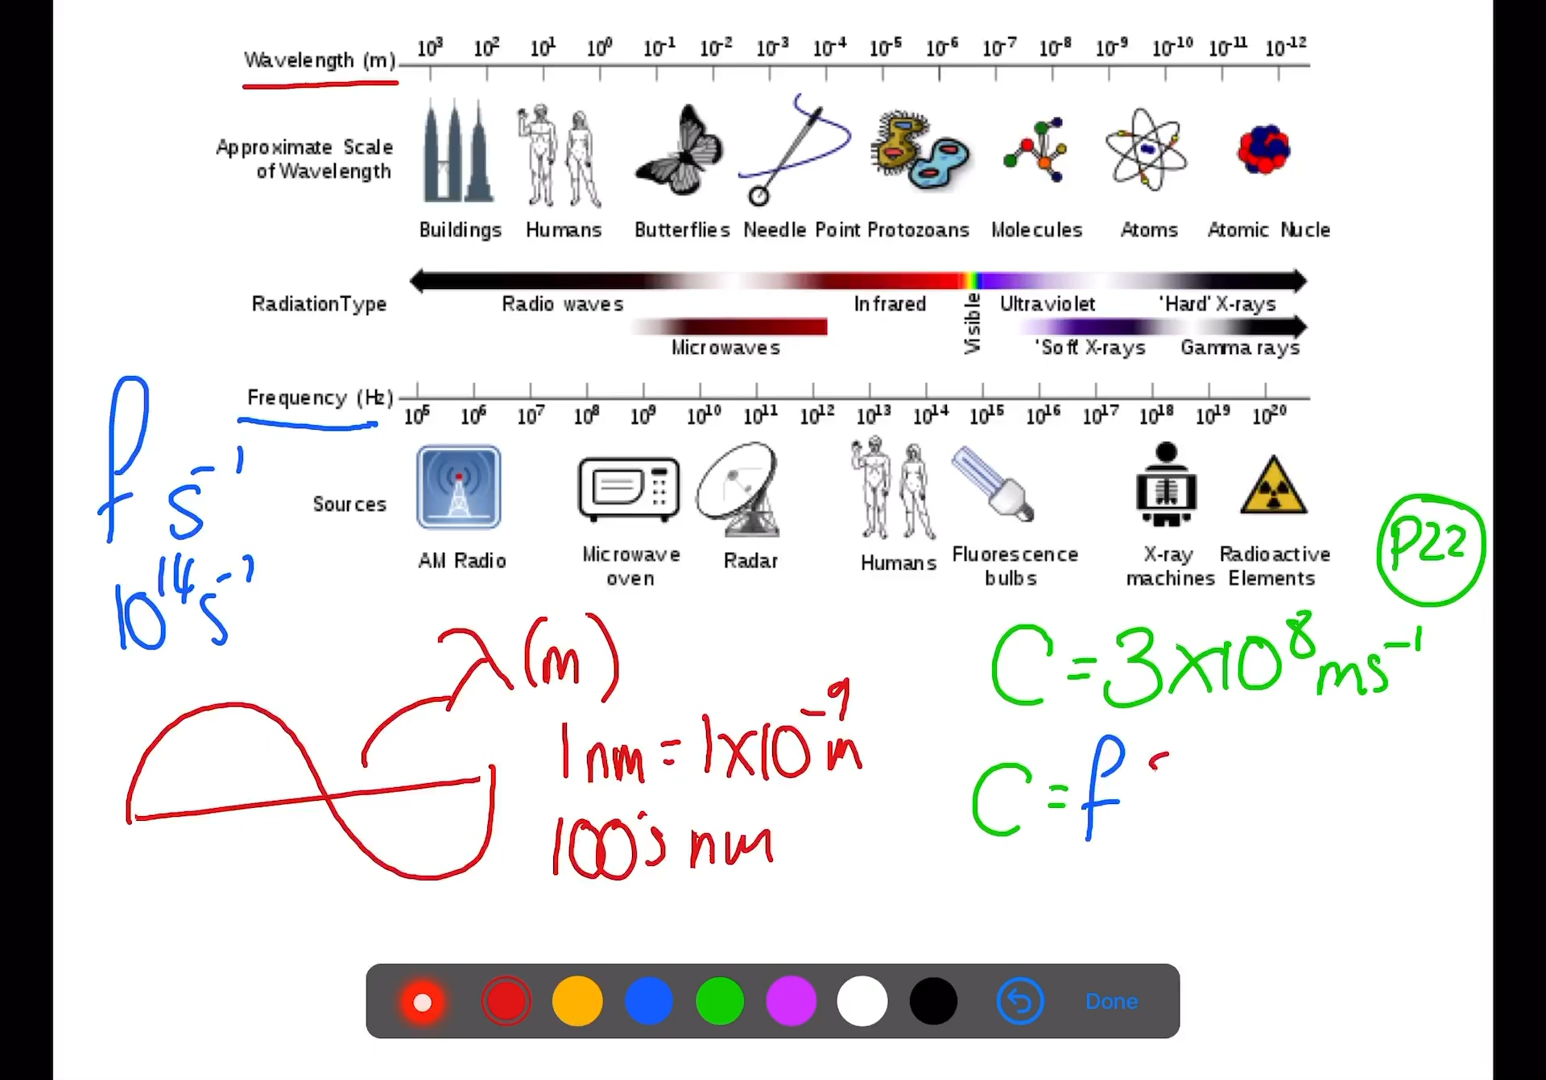 Wavelength (m) 10³ 10² 10¹ 10⁰ 10⁻¹ 10⁻² 10⁻³ 10⁻⁴ 10⁻⁵ 10⁻⁶ 10⁻⁷ 10⁻⁸ 10⁻⁹ 10⁻¹⁰ 10⁻¹¹ 10⁻¹²
Approximate Scale
of Wavelength
Buildings Humans Butterflies Needle Point Protozoans Molecules Atoms Atomic Nucle
Radiation Type Radio waves Infrared Visible Ultraviolet 'Hard' X-rays
Microwaves 'Soft' X-rays Gamma rays
Frequency (Hz) 10⁵ 10⁶ 10⁷ 10⁸ 10⁹ 10¹⁰ 10¹¹ 10¹² 10¹³ 10¹⁴ 10¹⁵ 10¹⁶ 10¹⁷ 10¹⁸ 10¹⁹ 10²⁰
Sources
AM Radio Microwave oven Radar Humans Fluorescence bulbs X-ray machines Radioactive Elements
f s⁻¹
10¹⁴ s⁻¹
P22
λ (m)
1 nm = 1x10⁻⁹ m
100's nm
C = 3x10⁸ ms⁻¹
C = f
Done